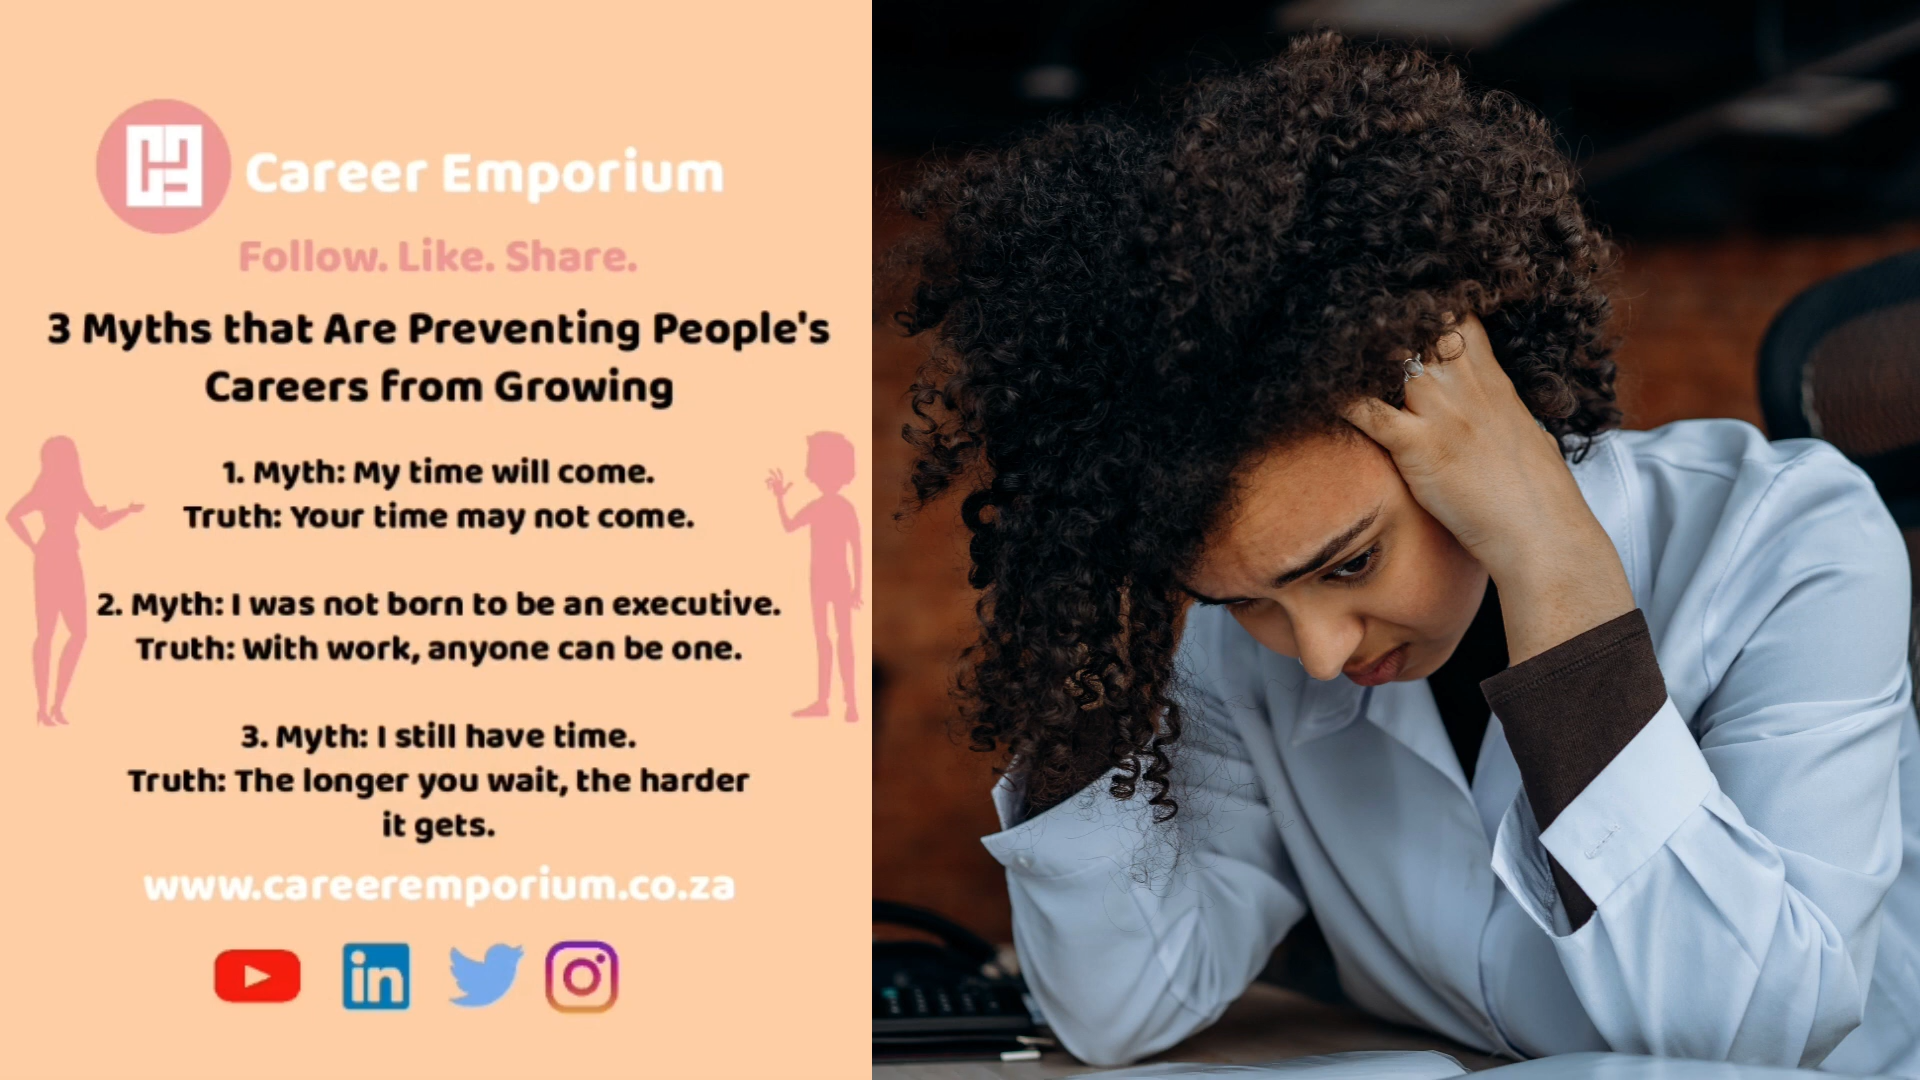 Career Emporium
Follow. Like. Share.
3 Myths that Are Preventing People's
Careers from Growing
1. Myth: My time will come.
Truth: Your time may not come.
2. Myth: I was not born to be an executive.
Truth: With work, anyone can be one.
3. Myth: I still have time.
Truth: The longer you wait, the harder
it gets.
www.careeremporium.co.za
in